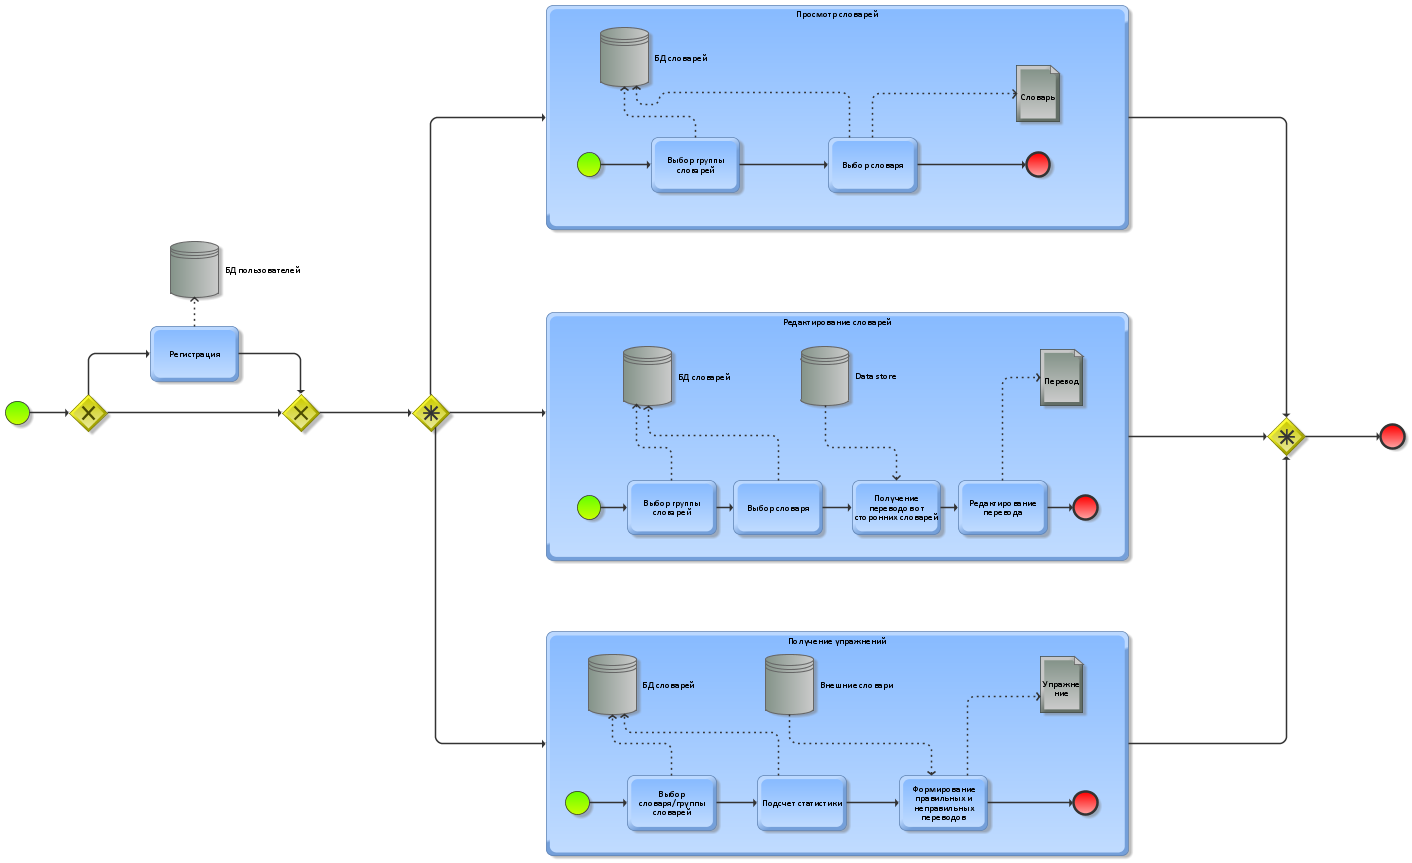 Просмотр словарей
БД словарей
Словарь
Выбор группы
словарей
Выбор словаря
БД пользователей
Регистрация
Редактирование словарей
БД словарей
Data store
Перевод
Выбор группы
словарей
Выбор словаря
Получение
переводов от
сторонних словарей
Редактирование
перевода
Получение упражнений
БД словарей
Внешние словари
Упражне
ние
Выбор
словаря/группы
словарей
Подсчет статистики
Формирование
правильных и
неправильных
переводов